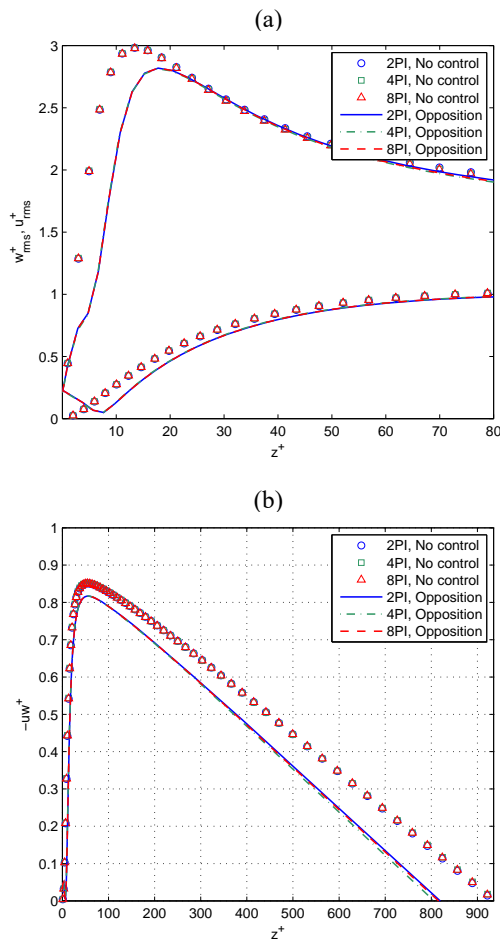 (a)
3
2.5
2
1.5
1
0.5
0
10
20
30
40
50
60
70
80
w⁺rms, u⁺rms
z⁺
2PI, No control
4PI, No control
8PI, No control
2PI, Opposition
4PI, Opposition
8PI, Opposition
(b)
1
0.9
0.8
0.7
0.6
0.5
0.4
0.3
0.2
0.1
0
0
100
200
300
400
500
600
700
800
900
−uw⁺
z⁺
2PI, No control
4PI, No control
8PI, No control
2PI, Opposition
4PI, Opposition
8PI, Opposition